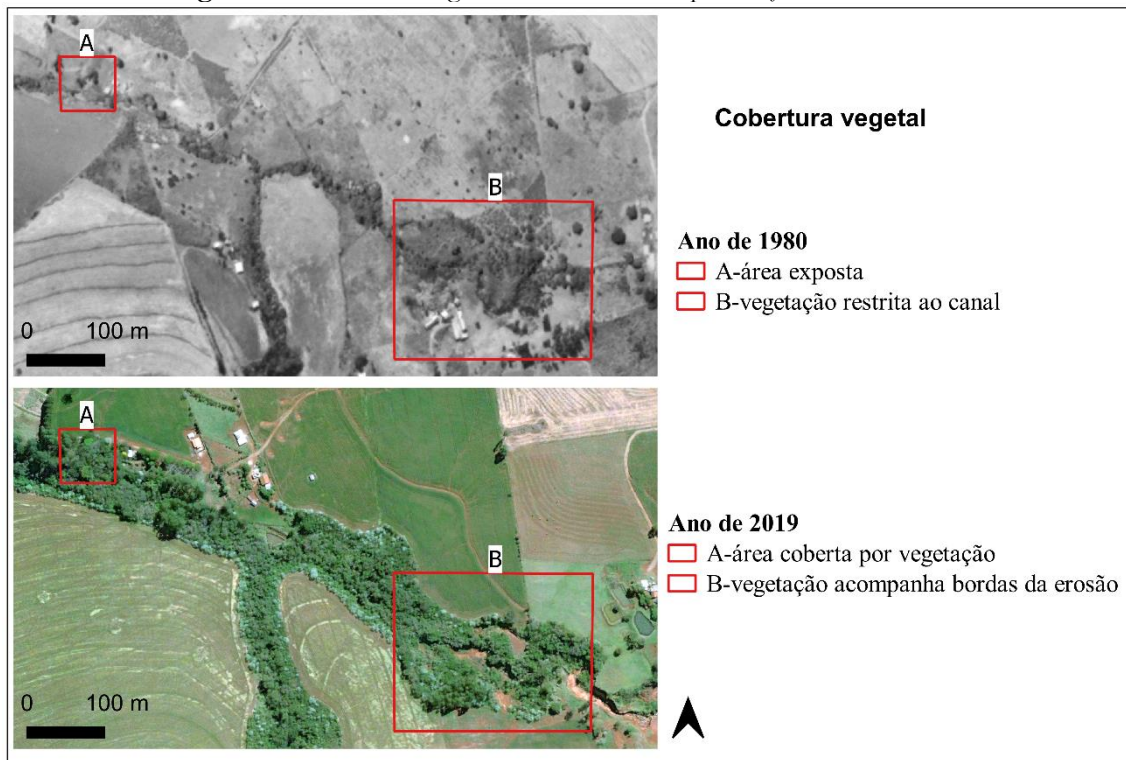 A
B
0 100 m
Cobertura vegetal
Ano de 1980
A-área exposta
B-vegetação restrita ao canal
A
B
0 100 m
Ano de 2019
A-área coberta por vegetação
B-vegetação acompanha bordas da erosão